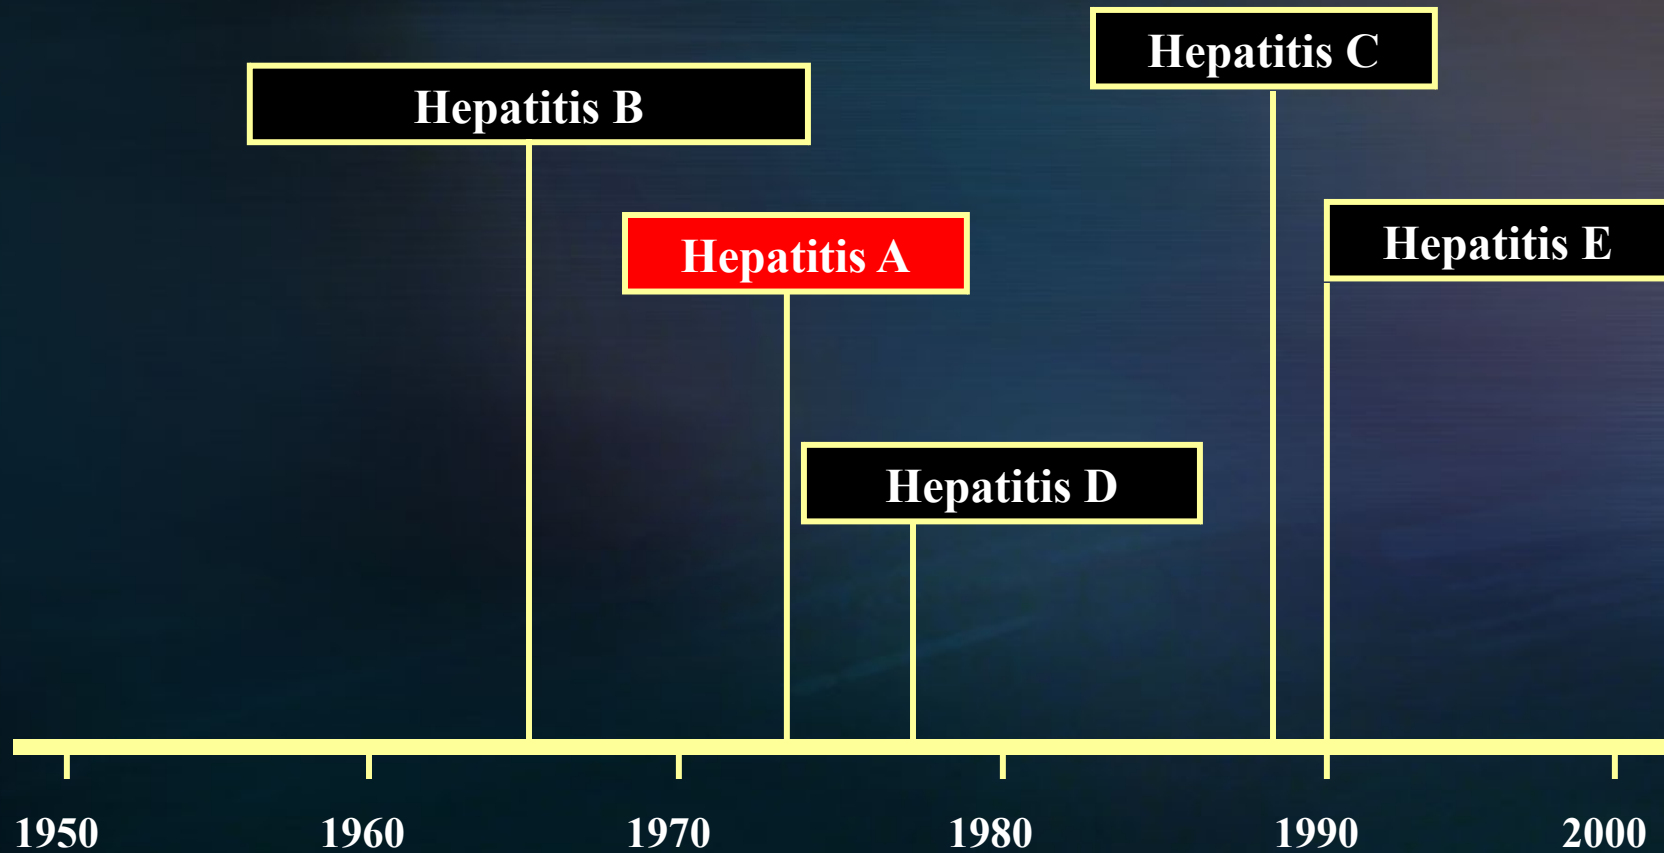 Hepatitis C
Hepatitis B
Hepatitis A
Hepatitis E
Hepatitis D
1950 1960 1970 1980 1990 2000